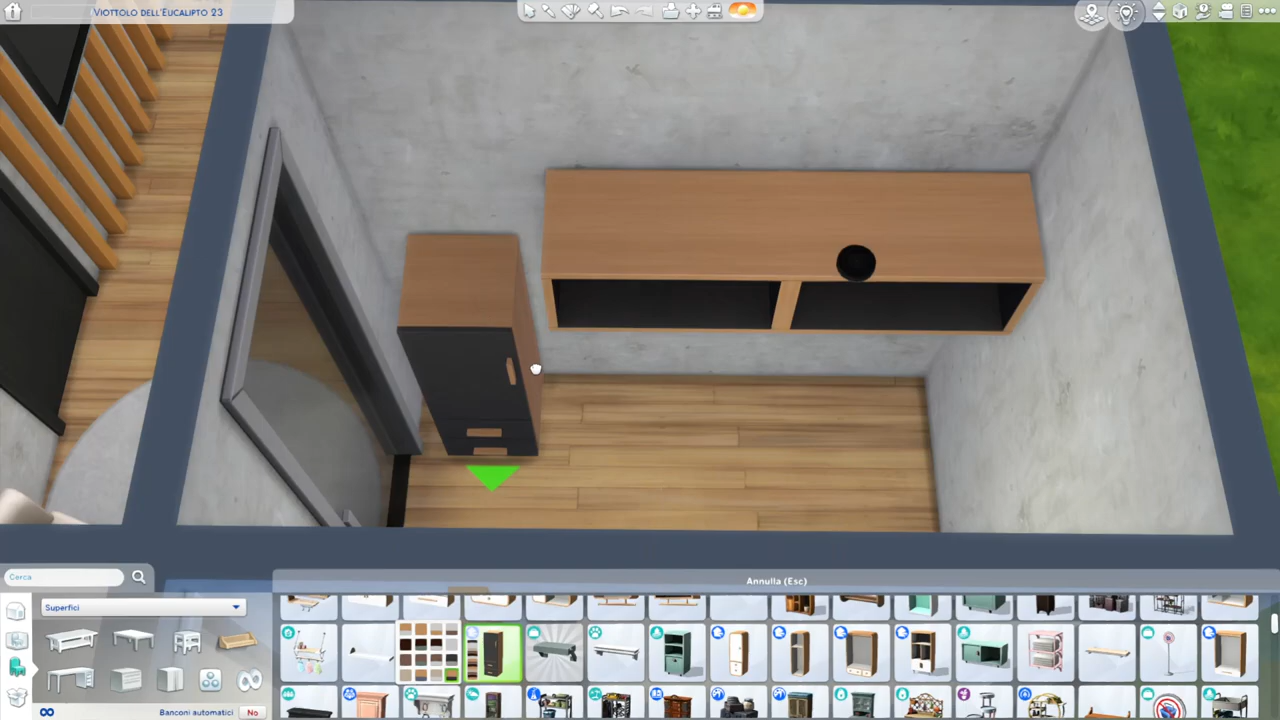 Viottolo dell'Eucalipto 23
Annulla (Esc)
Cerca
Superfici
Banconi automatici No